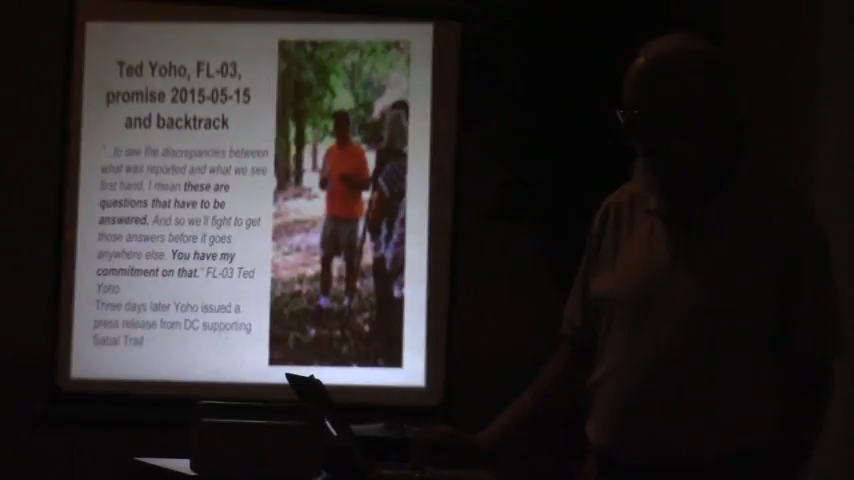 Ted Yoho, FL-03,
promise 2015-05-15
and backtrack
"...to see the discrepancies between
what was reported and what we see
first hand. I mean these are
questions that have to be
answered. And so we'll fight to get
those answers before it goes
anywhere else. You have my
commitment on that." FL-03 Ted
Yoho
Three days later Yoho issued a
press release from DC supporting
Sabal Trail